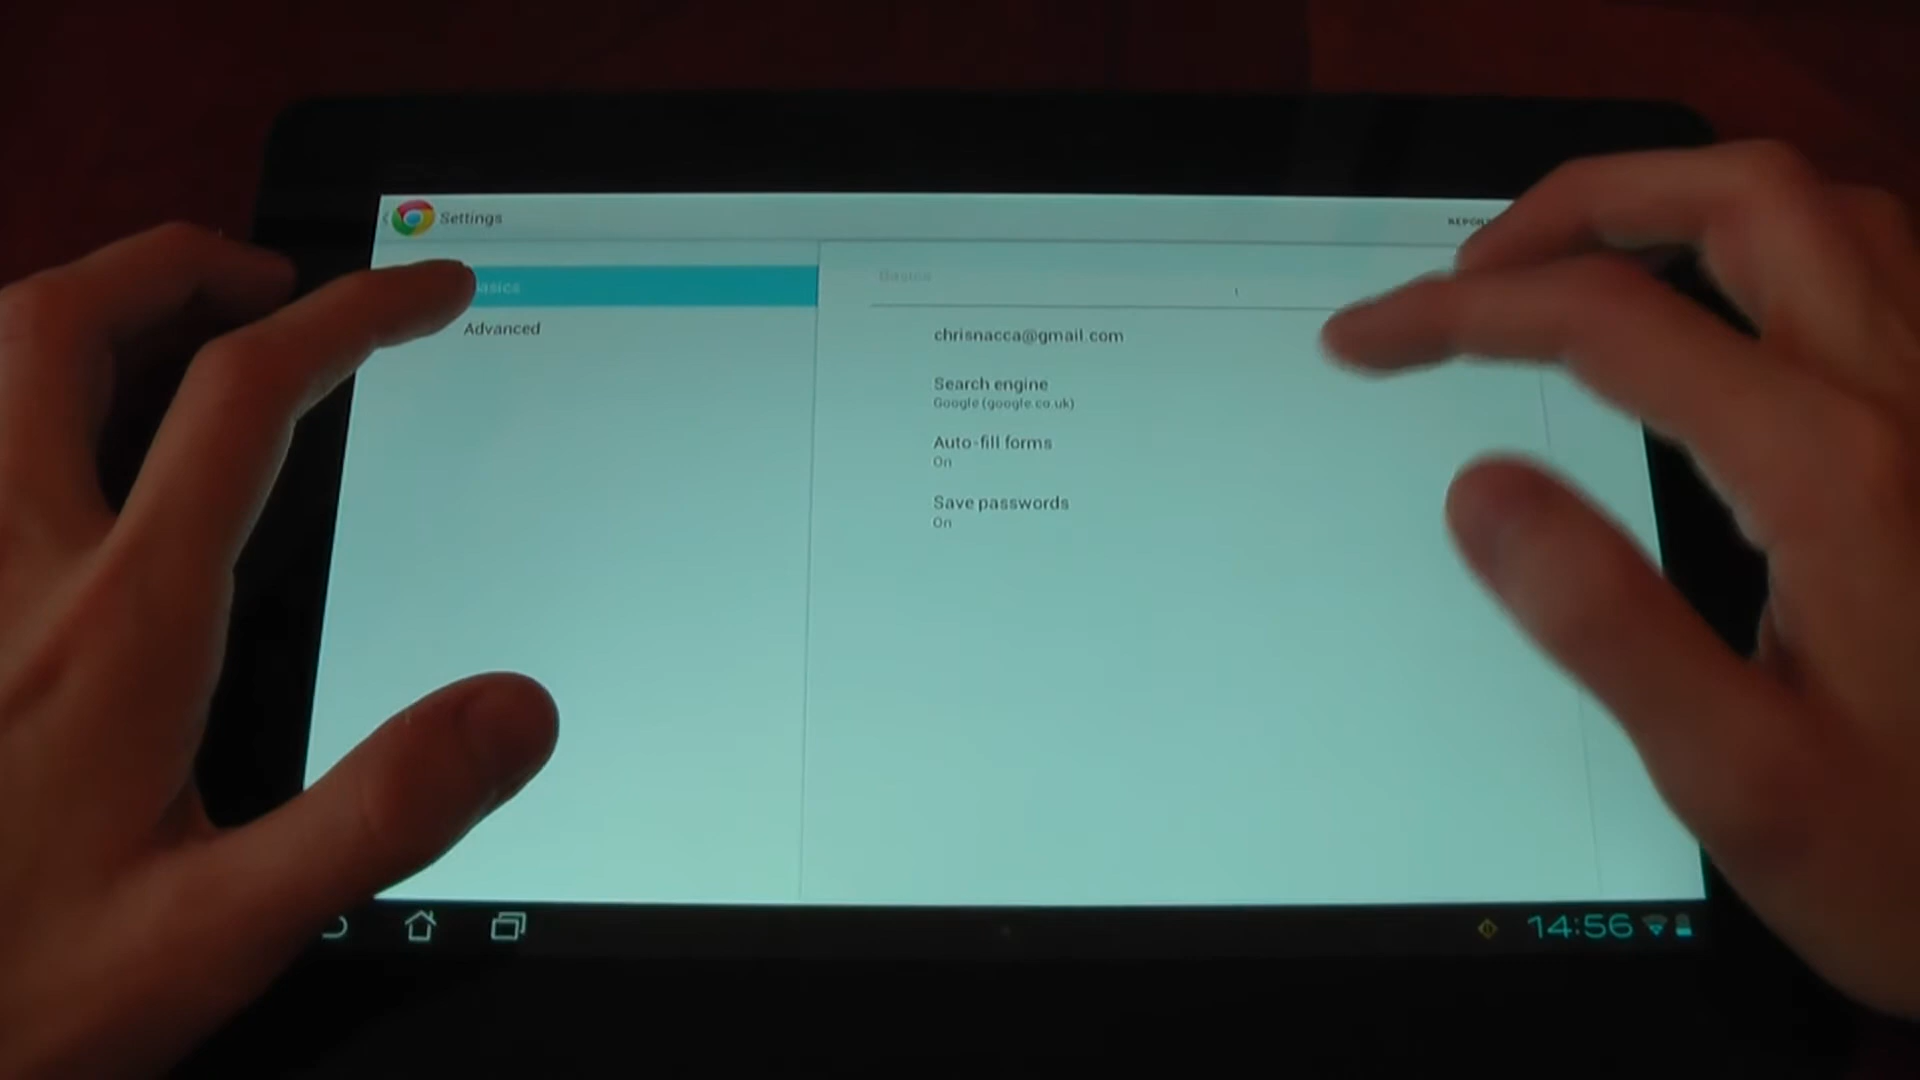 Settings
Basics
chrisnacca@gmail.com
Advanced
Search engine
Google (google.co.uk)
Auto-fill forms
On
Save passwords
On
14:56